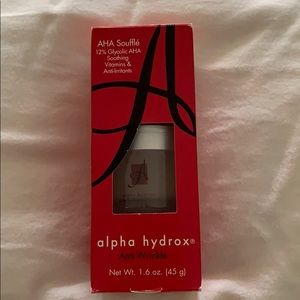 AHA Soufflé
12% Glycolic AHA
Soothing
Vitamins &
Anti-Irritants
alpha hydrox®
Anti-Wrinkle
Net Wt. 1.6 oz. (45 g)